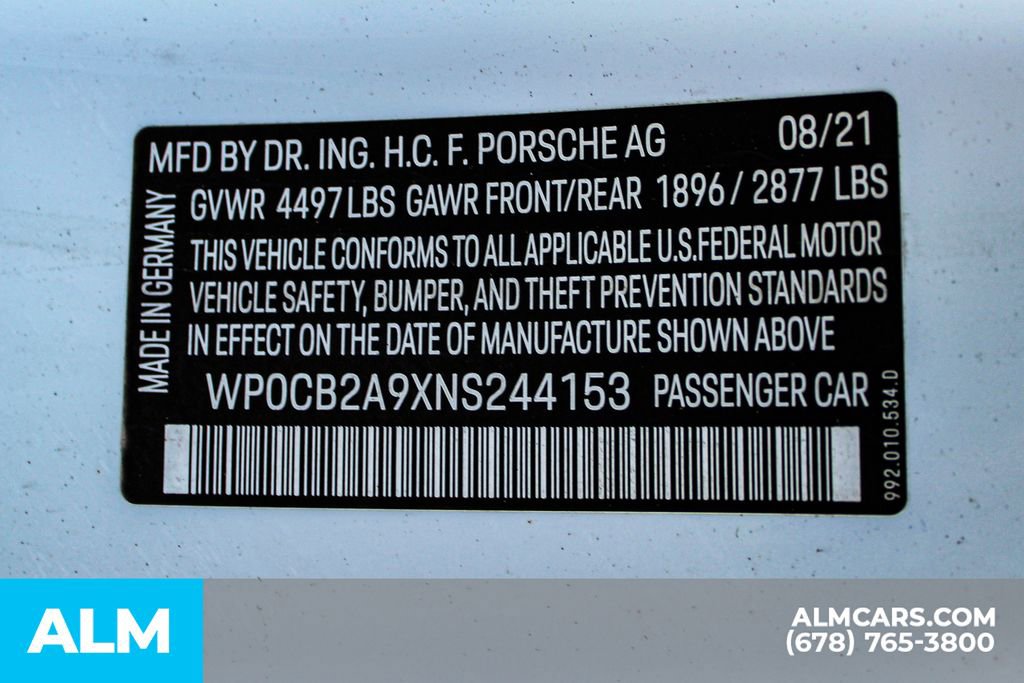 MFD BY DR. ING. H.C. F. PORSCHE AG 08/21
GVWR 4497 LBS GAWR FRONT/REAR 1896 / 2877 LBS
THIS VEHICLE CONFORMS TO ALL APPLICABLE U.S. FEDERAL MOTOR
VEHICLE SAFETY, BUMPER, AND THEFT PREVENTION STANDARDS
IN EFFECT ON THE DATE OF MANUFACTURE SHOWN ABOVE
WP0CB2A9XNS244153 PASSENGER CAR
MADE IN GERMANY
992.010.534.0
ALM
ALMCARS.COM
(678) 765-3800